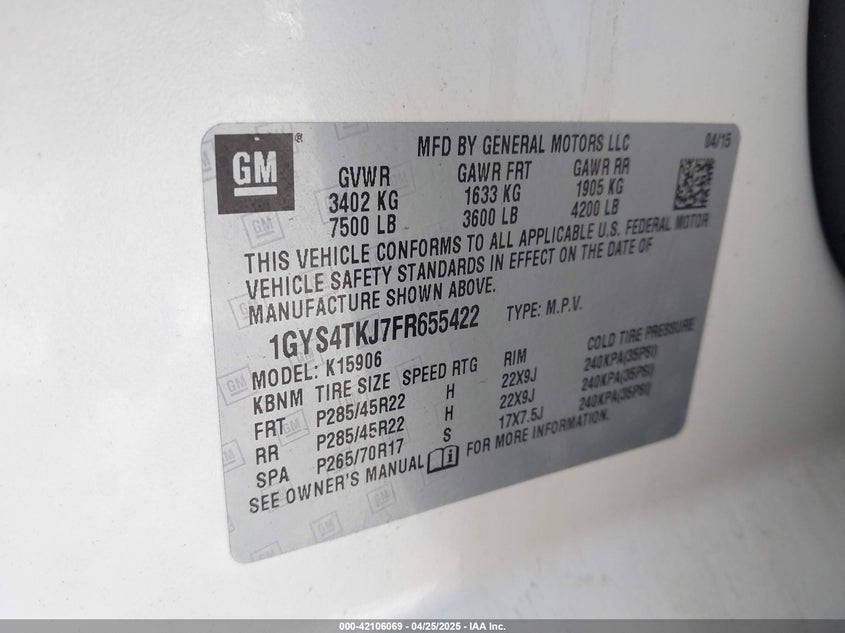 GM ®
MFD BY GENERAL MOTORS LLC 04/15
GVWR GAWR FRT GAWR RR
3402 KG 1633 KG 1905 KG
7500 LB 3600 LB 4200 LB
THIS VEHICLE CONFORMS TO ALL APPLICABLE U.S. FEDERAL MOTOR
VEHICLE SAFETY STANDARDS IN EFFECT ON THE DATE OF
MANUFACTURE SHOWN ABOVE.
1GYS4TKJ7FR655422 TYPE: M.P.V.
MODEL: K15906
KBNM TIRE SIZE SPEED RTG RIM COLD TIRE PRESSURE
FRT P285/45R22 H 22X9J 240KPA(35PSI)
RR P285/45R22 H 22X9J 240KPA(35PSI)
SPA P265/70R17 S 17X7.5J 240KPA(35PSI)
SEE OWNER'S MANUAL FOR MORE INFORMATION.
000-42106069 - 04/25/2025 - IAA Inc.